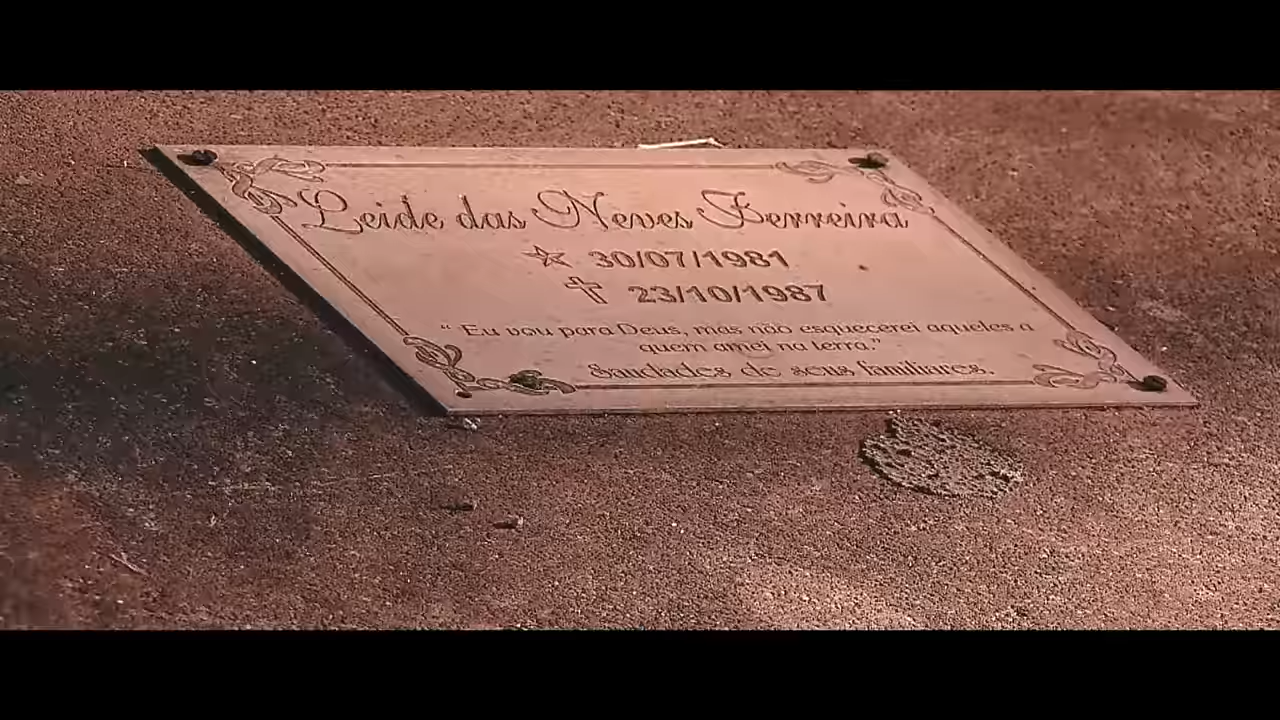 Leide das Neves Ferreira
30/07/1981
23/10/1987
“Eu vou para Deus, mas não esquecerei aqueles a
quem amei na terra.”
Saudades de seus familiares.